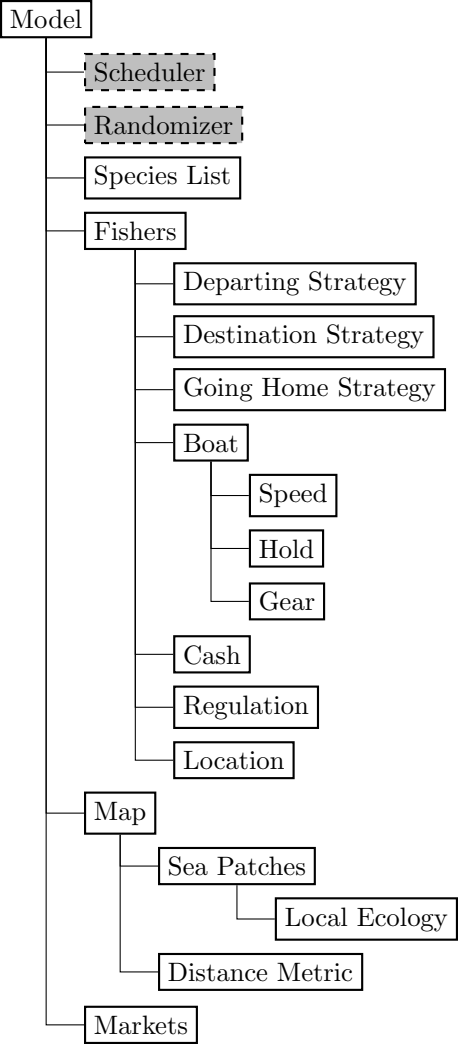 Model
Scheduler
Randomizer
Species List
Fishers
Departing Strategy
Destination Strategy
Going Home Strategy
Boat
Speed
Hold
Gear
Cash
Regulation
Location
Map
Sea Patches
Local Ecology
Distance Metric
Markets